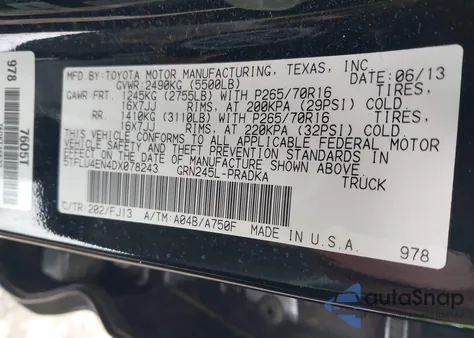 MFD.BY:TOYOTA MOTOR MANUFACTURING, TEXAS, INC.
GVWR:2490KG (5500LB) DATE: 06/13
GAWR FRT. 1245KG (2755LB) WITH P265/70R16 TIRES,
16X7JJ RIMS, AT 200KPA (29PSI) COLD
RR. 1410KG (3110LB) WITH P265/70R16 TIRES,
16X7JJ RIMS, AT 220KPA (32PSI) COLD
THIS VEHICLE CONFORMS TO ALL APPLICABLE FEDERAL MOTOR
VEHICLE SAFETY AND THEFT PREVENTION STANDARDS IN
EFFECT ON THE DATE OF MANUFACTURE SHOWN ABOVE.
5TFLU4EN4DX078243 TRUCK
GRN245L-PRADKA
C/TR:202/FJ13 A/TM:A04B/A750F
MADE IN U.S.A. 978
978
7605T
autoSnap